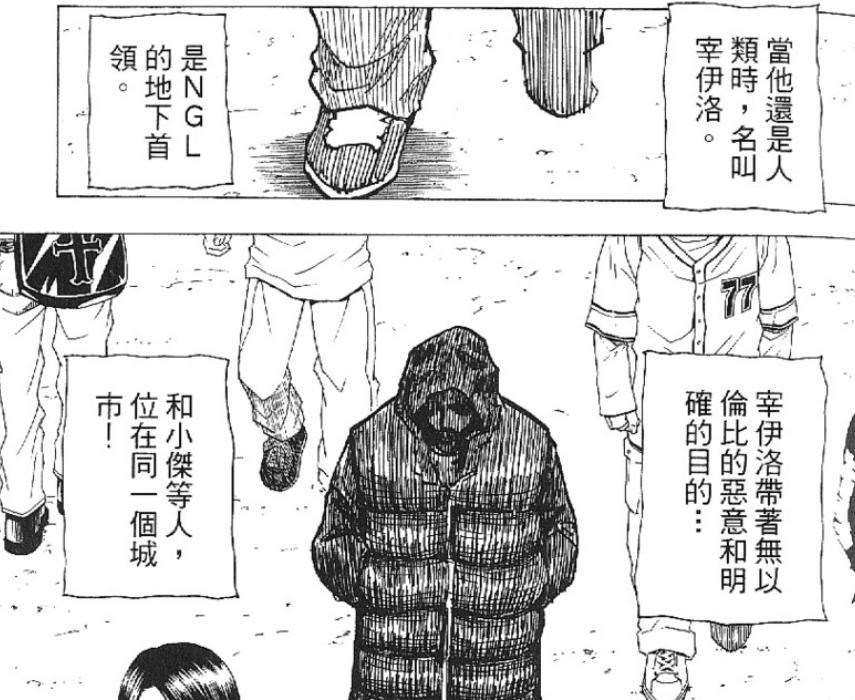 當他還是人
類時，名叫
宰伊洛。
是ＮＧＬ
的地下首
領。
宰伊洛帶著無以
倫比的惡意和明
確的目的…
77
和小傑等人，
位在同一個城
市！